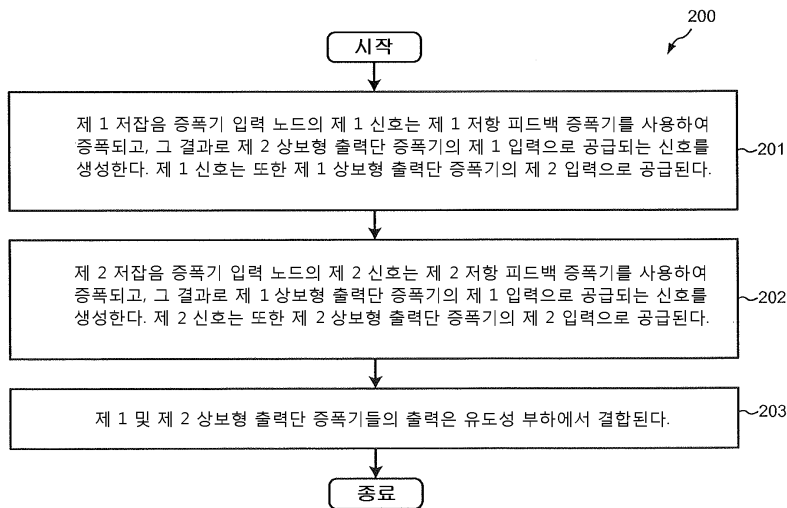 200
시작
제 1 저잡음 증폭기 입력 노드의 제 1 신호는 제 1 저항 피드백 증폭기를 사용하여
증폭되고, 그 결과로 제 2 상보형 출력단 증폭기의 제 1 입력으로 공급되는 신호를
생성한다. 제 1 신호는 또한 제 1 상보형 출력단 증폭기의 제 2 입력으로 공급된다.
201
제 2 저잡음 증폭기 입력 노드의 제 2 신호는 제 2 저항 피드백 증폭기를 사용하여
증폭되고, 그 결과로 제 1 상보형 출력단 증폭기의 제 1 입력으로 공급되는 신호를
생성한다. 제 2 신호는 또한 제 2 상보형 출력단 증폭기의 제 2 입력으로 공급된다.
202
제 1 및 제 2 상보형 출력단 증폭기들의 출력은 유도성 부하에서 결합된다.
203
종료